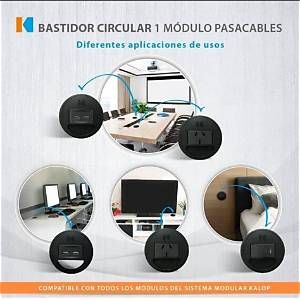 BASTIDOR CIRCULAR 1 MÓDULO PASACABLES
Diferentes aplicaciones de usos
COMPATIBLE CON TODOS LOS MÓDULOS DEL SISTEMA MODULAR KALOP